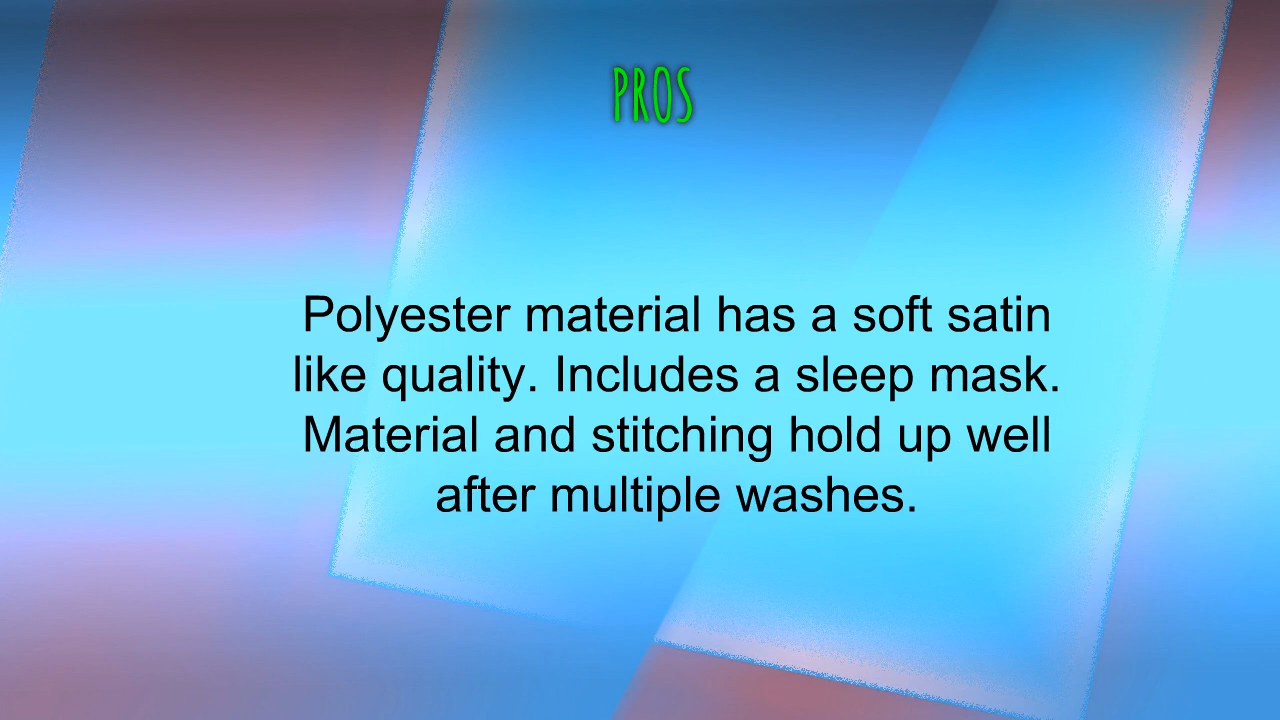 PROS
Polyester material has a soft satin
like quality. Includes a sleep mask.
Material and stitching hold up well
after multiple washes.